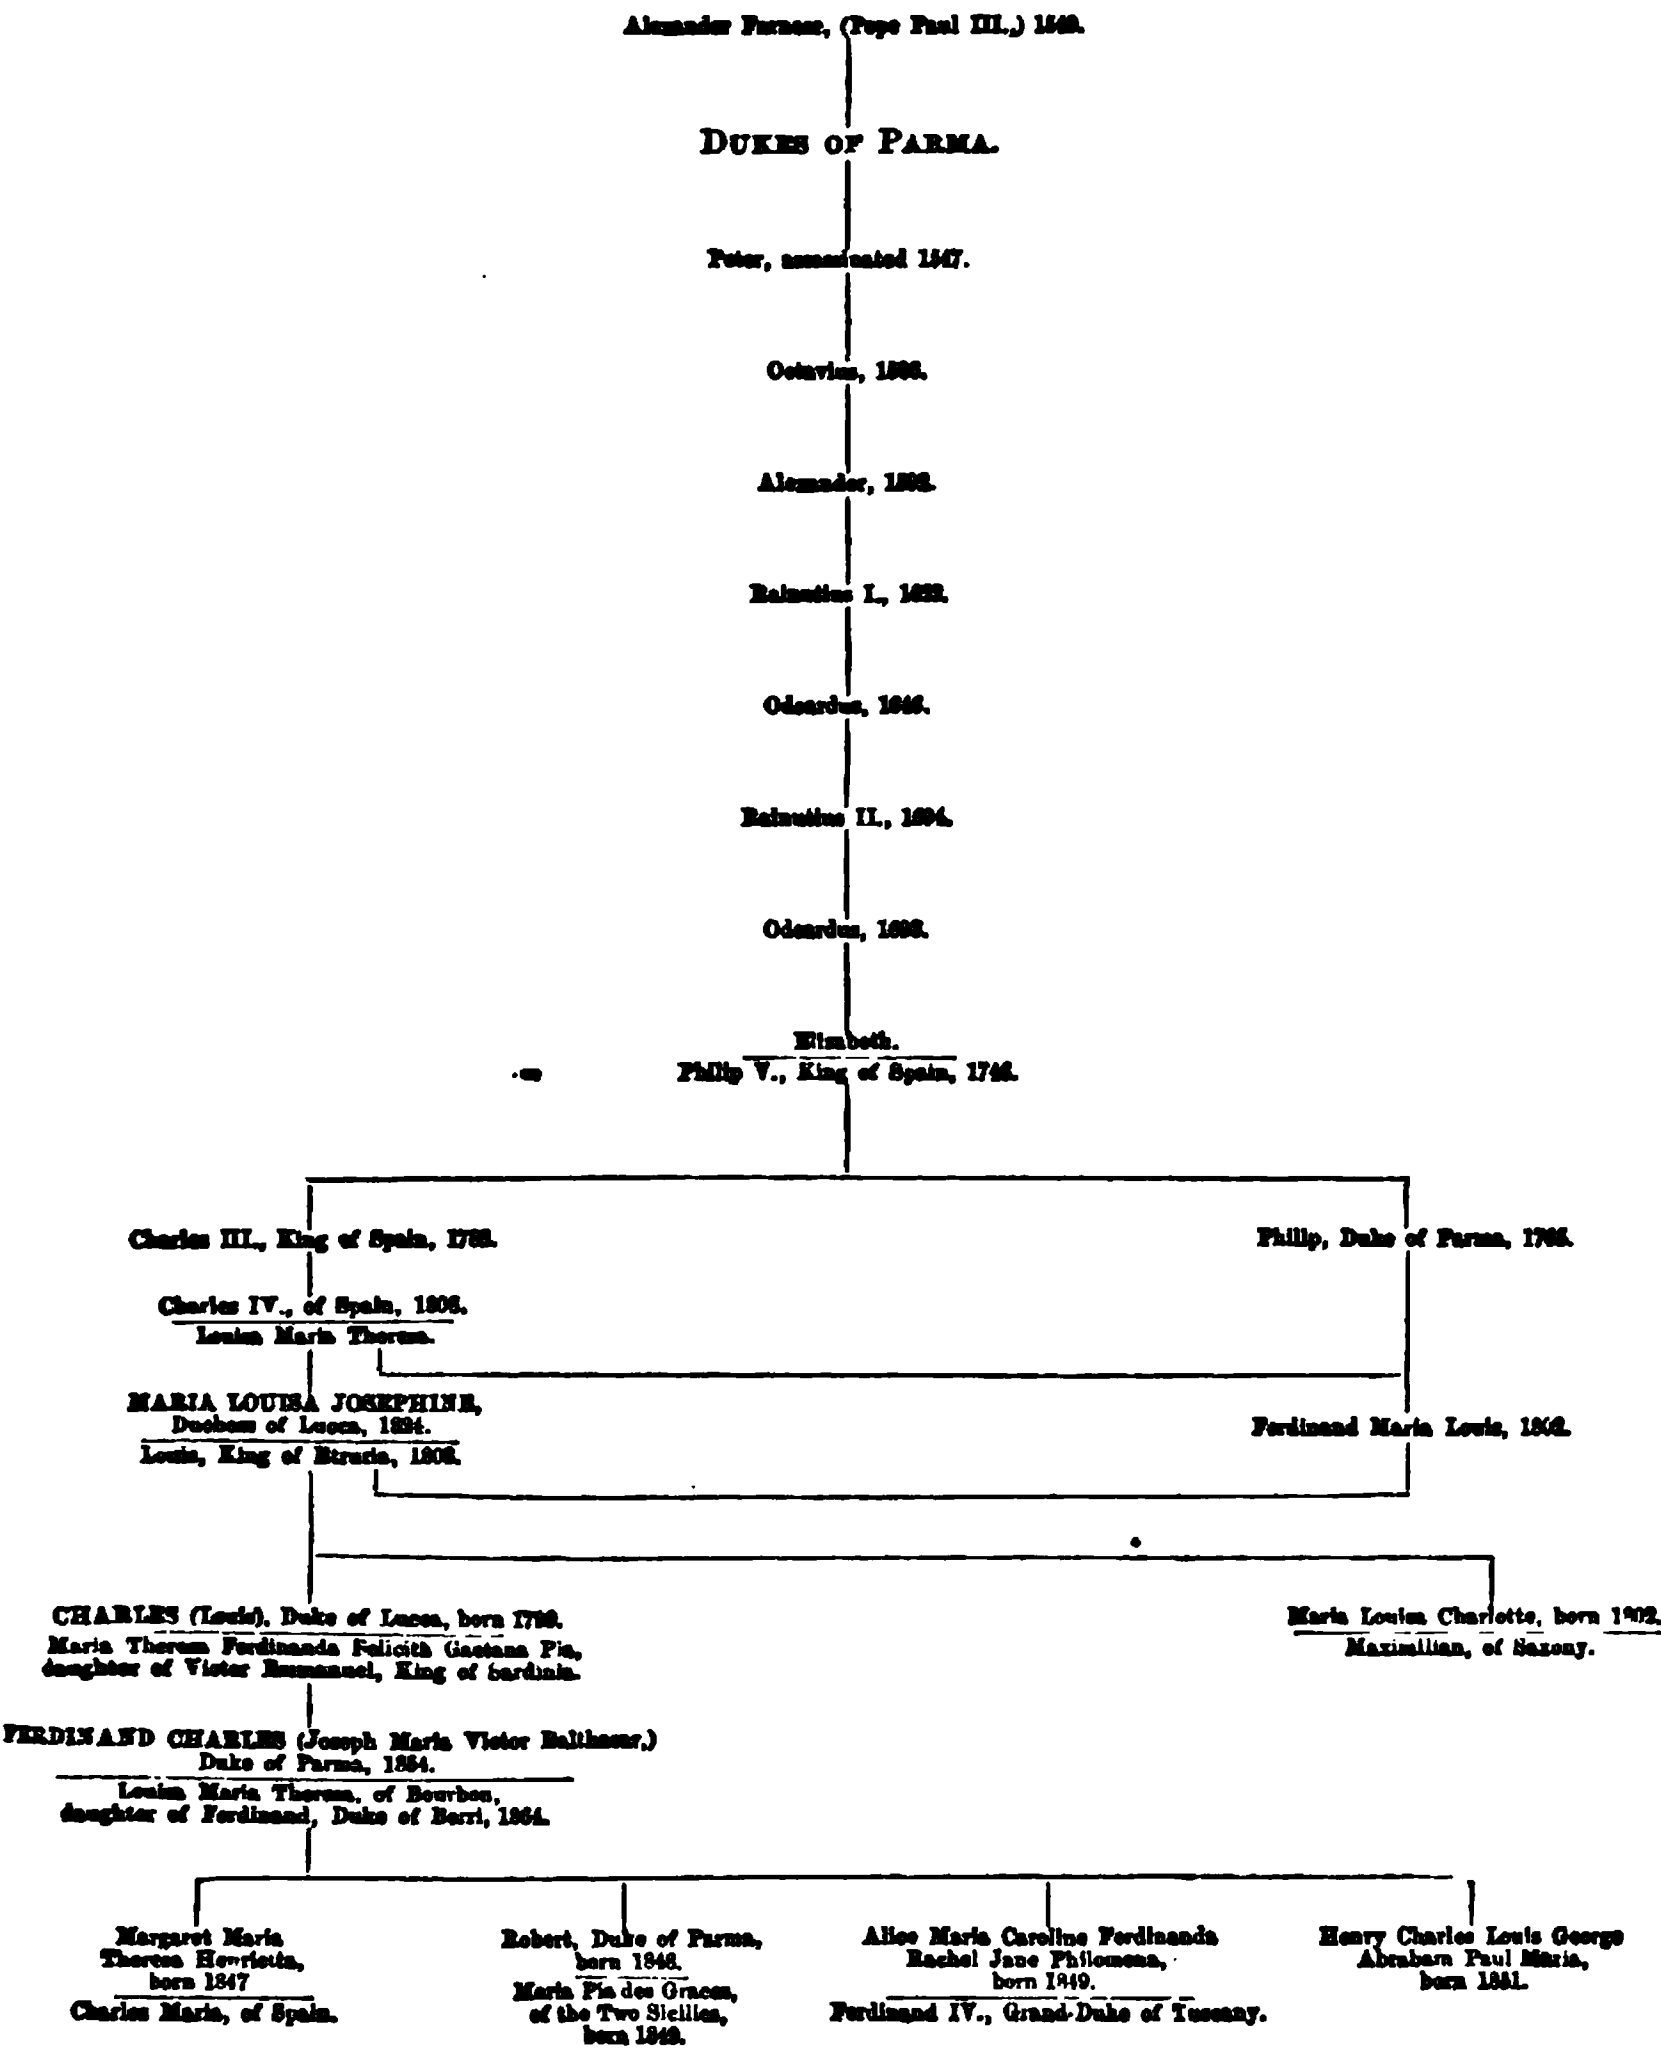 Alexander Farnese, (Pope Paul III.,) 1549.
DUKES OF PARMA.
Peter, assassinated 1547.
Octavius, 1586.
Alexander, 1592.
Rainutius I., 1622.
Odoardus, 1646.
Rainutius II., 1694.
Odoardus, 1693.
Elizabeth.
Philip V., King of Spain, 1746.
Charles III., King of Spain, 1788.
Philip, Duke of Parma, 1765.
Charles IV., of Spain, 1808.
Louisa Maria Theresa.
MARIA LOUISA JOSEPHINE,
Duchess of Lucca, 1824.
Louis, King of Etruria, 1803.
Ferdinand Maria Louis, 1802.
CHARLES (Louis), Duke of Lucca, born 1799.
Maria Theresa Ferdinanda Felicith Gaetana Pia,
daughter of Victor Emmanuel, King of Sardinia.
Maria Louisa Charlotte, born 1802.
Maximilian, of Saxony.
FERDINAND CHARLES (Joseph Maria Victor Balthasar,)
Duke of Parma, 1854.
Louisa Maria Theresa, of Bourbon,
daughter of Ferdinand, Duke of Berri, 1864.
Margaret Maria
Theresa Henrietta,
born 1847
Charles Maria, of Spain.
Robert, Duke of Parma,
born 1848.
Maria Pia des Graces,
of the Two Sicilies,
born 1849.
Alice Maria Caroline Ferdinanda
Rachel Jane Philomena,
born 1849.
Ferdinand IV., Grand-Duke of Tuscany.
Henry Charles Louis George
Abraham Paul Maria,
born 1851.